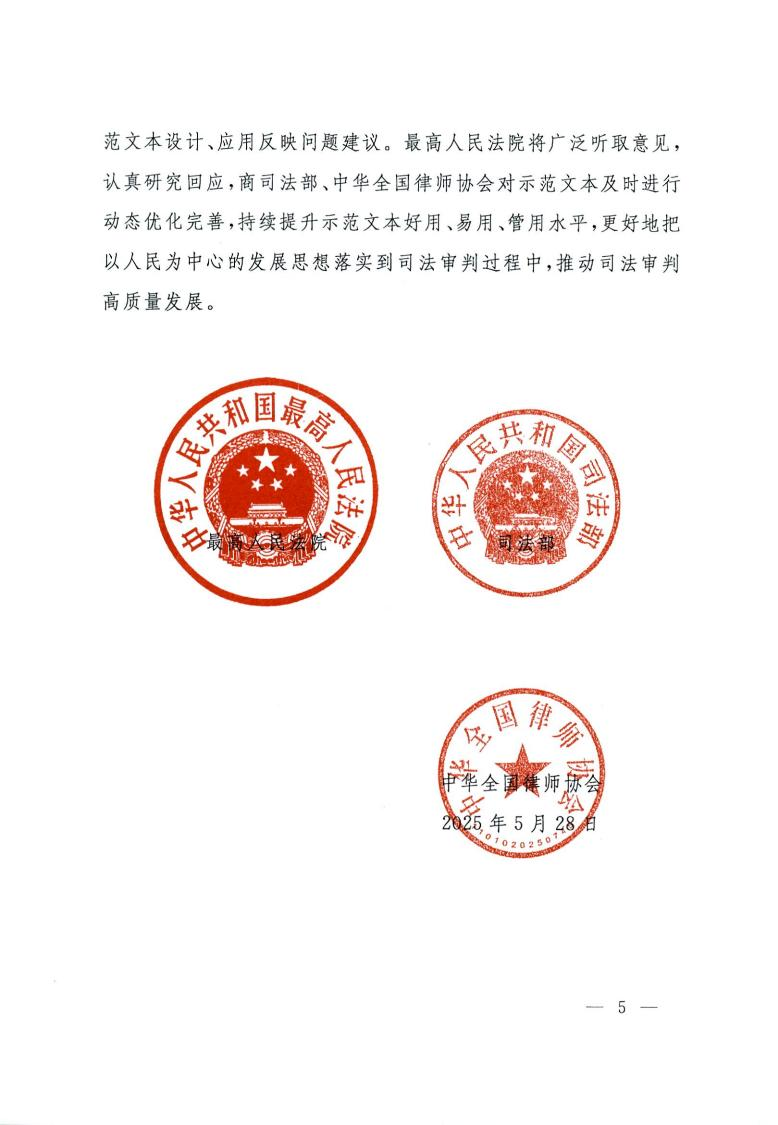 范文本设计、应用反映问题建议。最高人民法院将广泛听取意见，
认真研究回应，商司法部、中华全国律师协会对示范文本及时进行
动态优化完善，持续提升示范文本好用、易用、管用水平，更好地把
以人民为中心的发展思想落实到司法审判过程中，推动司法审判
高质量发展。
中华人民共和国最高人民法院
最高人民法院
中华人民共和国司法部
司法部
中华全国律师协会
中华全国律师协会
2025年5月28日
— 5 —